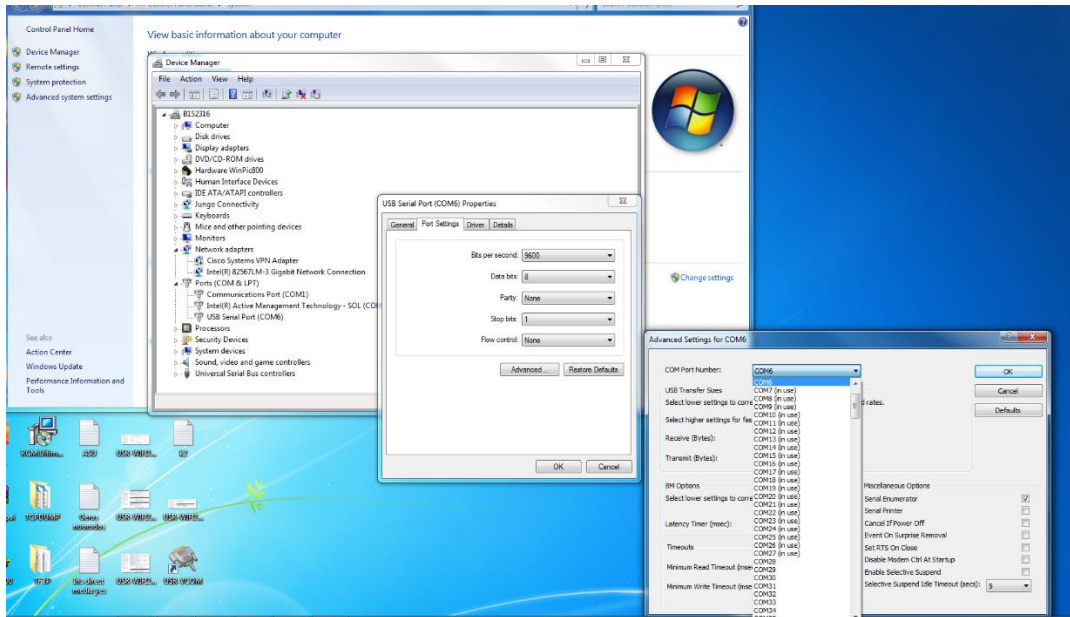 Control Panel Home
Device Manager
Remote settings
System protection
Advanced system settings
View basic information about your computer
Device Manager
File Action View Help
B152316
Computer
Disk drives
Display adapters
DVD/CD-ROM drives
Hardware WinPic800
Human Interface Devices
IDE ATA/ATAPI controllers
Jungo Connectivity
Keyboards
Mice and other pointing devices
Monitors
Network adapters
Cisco Systems VPN Adapter
Intel(R) 82567LM-3 Gigabit Network Connection
Ports (COM & LPT)
Communications Port (COM1)
Intel(R) Active Management Technology - SOL (CO
USB Serial Port (COM6)
Processors
Security Devices
System devices
Sound, video and game controllers
Universal Serial Bus controllers
Change settings
See also
Action Center
Windows Update
Performance Information and
Tools
USB Serial Port (COM6) Properties
General Port Settings Driver Details
Bits per second: 9600
Data bits: 8
Parity: None
Stop bits: 1
Flow control: None
Advanced... Restore Defaults
OK Cancel
Advanced Settings for COM6
COM Port Number: COM6
OK
Cancel
Defaults
USB Transfer Sizes
Select lower settings to corre
d rates.
Select higher settings for fas
Receive (Bytes):
Transmit (Bytes):
BM Options
Select lower settings to corre
Latency Timer (msec):
Timeouts
Minimum Read Timeout (mse
Minimum Write Timeout (mse
COM6
COM7 (in use)
COM8 (in use)
COM9 (in use)
COM10 (in use)
COM11 (in use)
COM12 (in use)
COM13 (in use)
COM14 (in use)
COM15 (in use)
COM16 (in use)
COM17 (in use)
COM18 (in use)
COM19 (in use)
COM20 (in use)
COM21 (in use)
COM22 (in use)
COM23 (in use)
COM24 (in use)
COM25 (in use)
COM26 (in use)
COM27 (in use)
COM28
COM29
COM30
COM31
COM32
COM33
COM34
Miscellaneous Options
Serial Enumerator
Serial Printer
Cancel If Power Off
Event On Surprise Removal
Set RTS On Close
Disable Modem Ctrl At Startup
Enable Selective Suspend
Selective Suspend Idle Timeout (secs): 5
USR-VCOM
TCPDUMP
TFTP